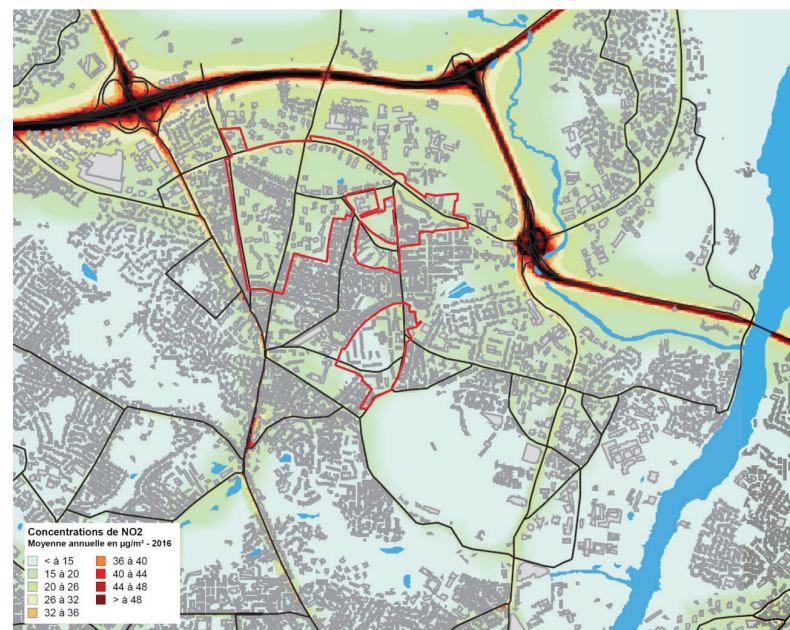 Concentrations de NO2
Moyenne annuelle en µg/m³ - 2016
< à 15
15 à 20
20 à 26
26 à 32
32 à 36
36 à 40
40 à 44
44 à 48
> à 48